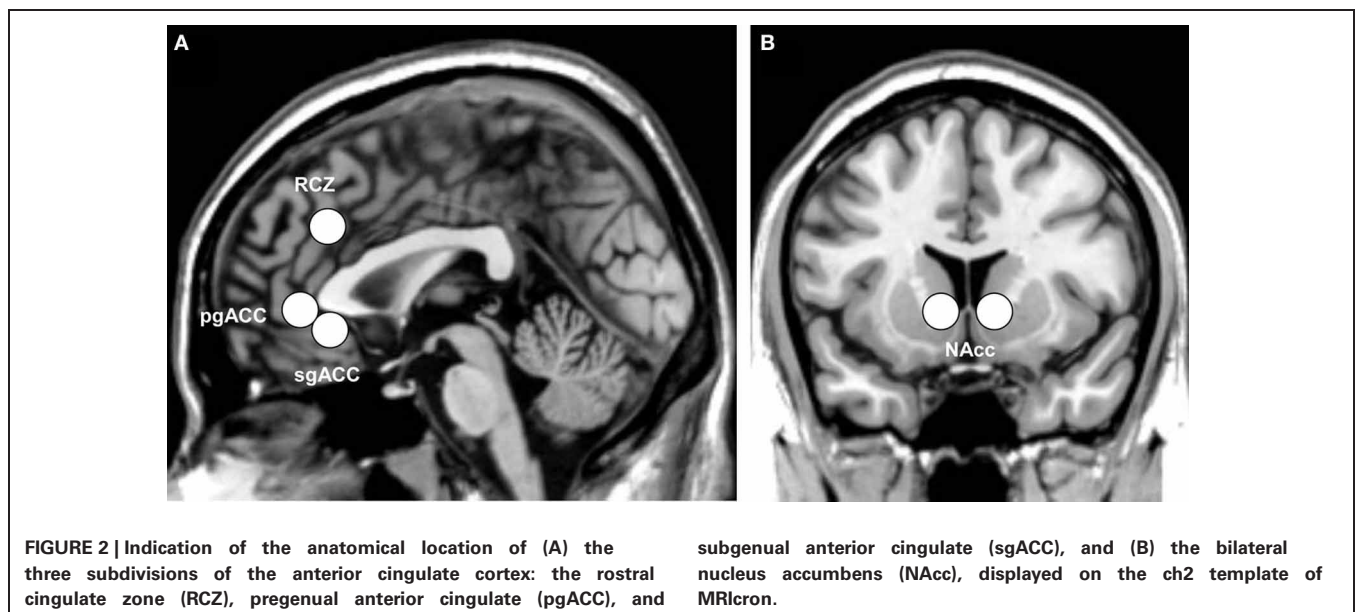 A
B
RCZ
pgACC
sgACC
NAcc
FIGURE 2 | Indication of the anatomical location of (A) the
three subdivisions of the anterior cingulate cortex: the rostral
cingulate zone (RCZ), pregenual anterior cingulate (pgACC), and
subgenual anterior cingulate (sgACC), and (B) the bilateral
nucleus accumbens (NAcc), displayed on the ch2 template of
MRIcron.